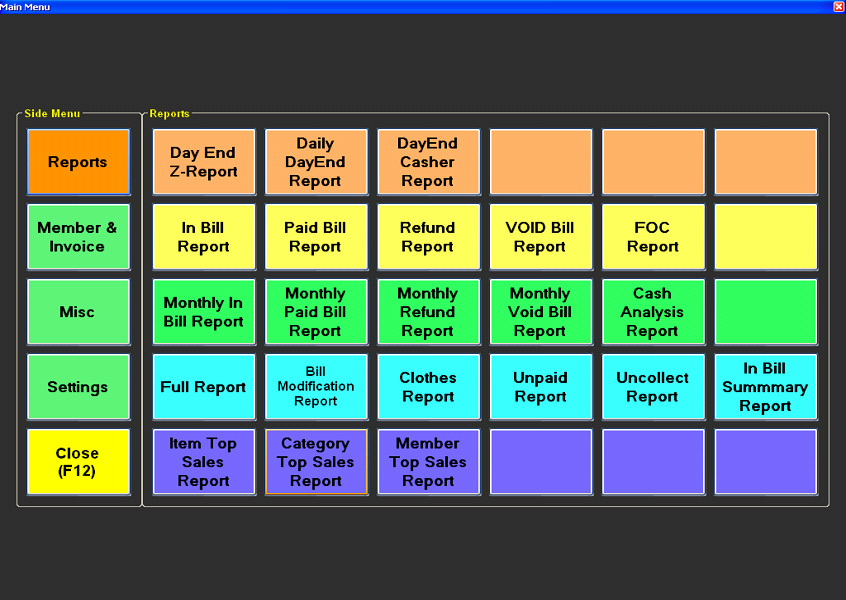 Main Menu
Side Menu
Reports
Reports
Member &
Invoice
Misc
Settings
Close
(F12)
Day End
Z-Report
Daily
DayEnd
Report
DayEnd
Casher
Report
In Bill
Report
Paid Bill
Report
Refund
Report
VOID Bill
Report
FOC
Report
Monthly In
Bill Report
Monthly
Paid Bill
Report
Monthly
Refund
Report
Monthly
Void Bill
Report
Cash
Analysis
Report
Full Report
Bill
Modification
Report
Clothes
Report
Unpaid
Report
Uncollect
Report
In Bill
Summmary
Report
Item Top
Sales
Report
Category
Top Sales
Report
Member
Top Sales
Report